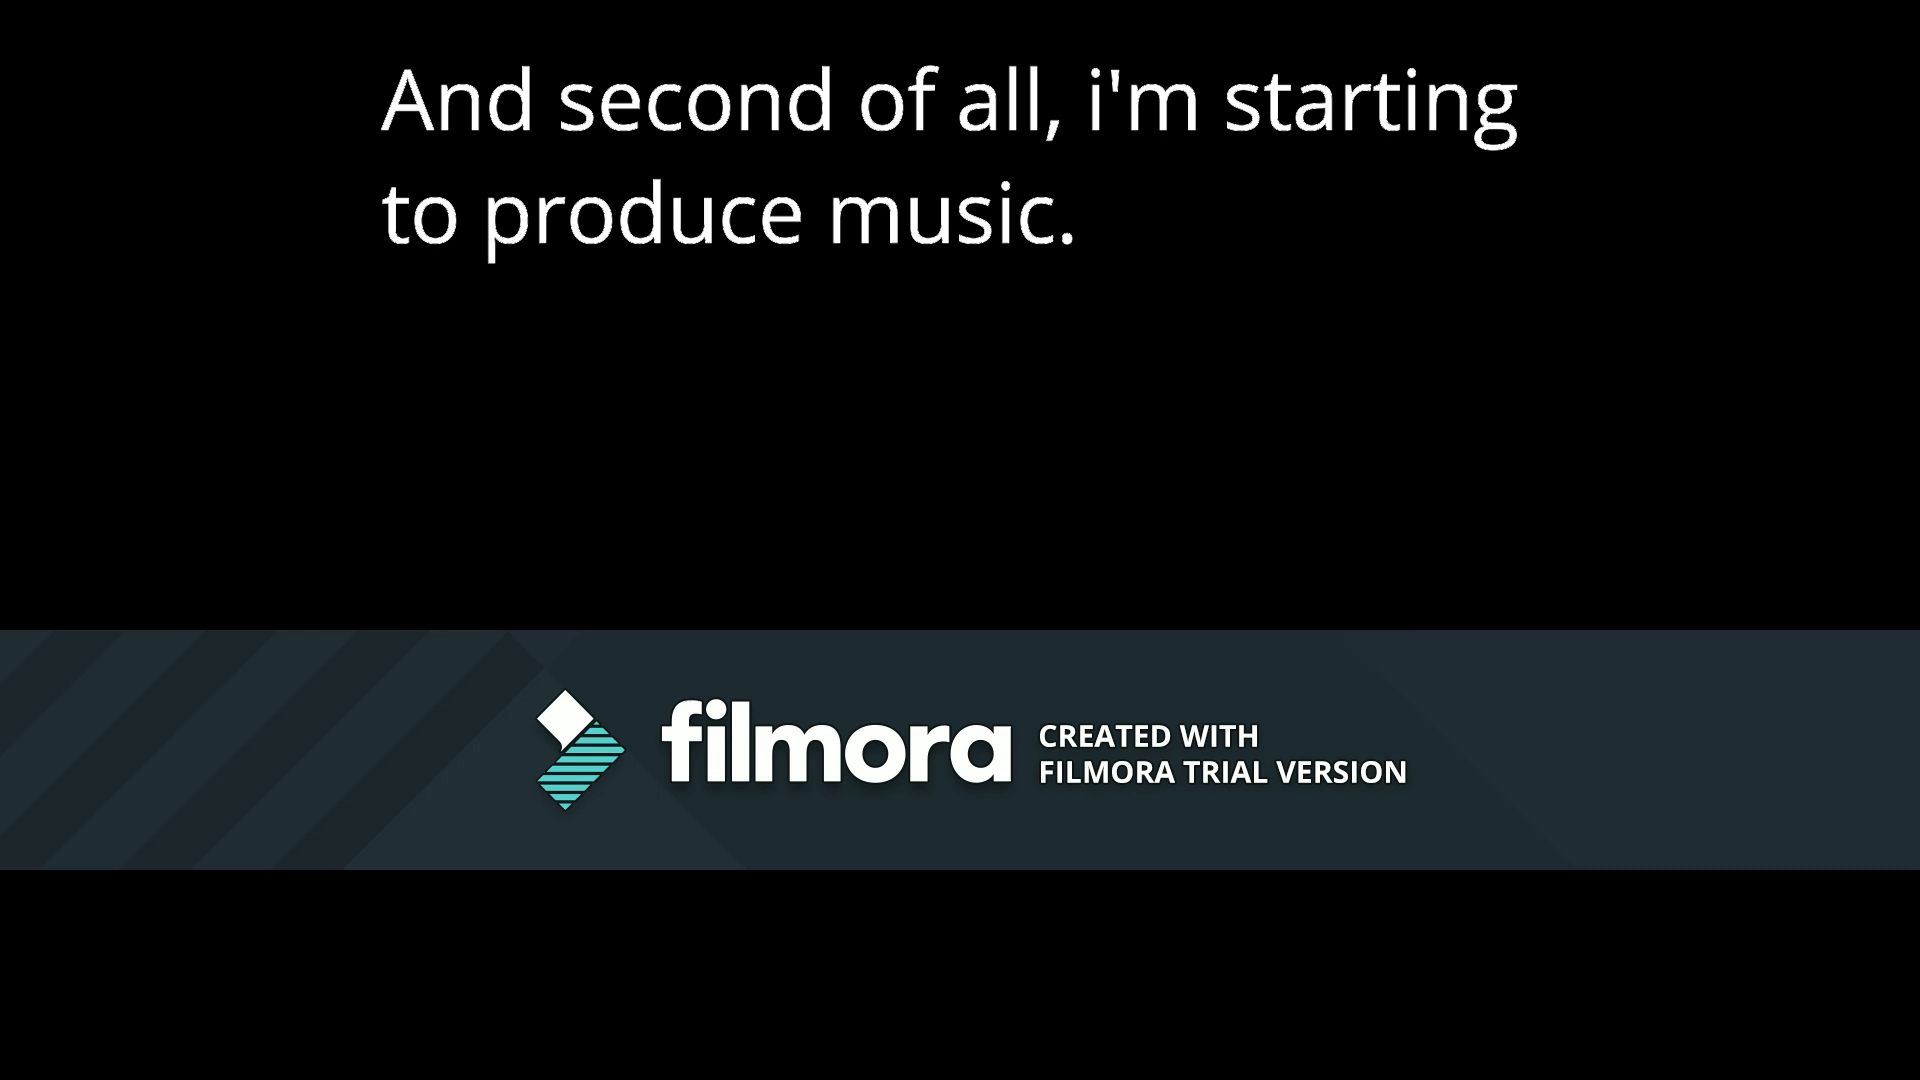 And second of all, i'm starting
to produce music.
filmora
CREATED WITH
FILMORA TRIAL VERSION